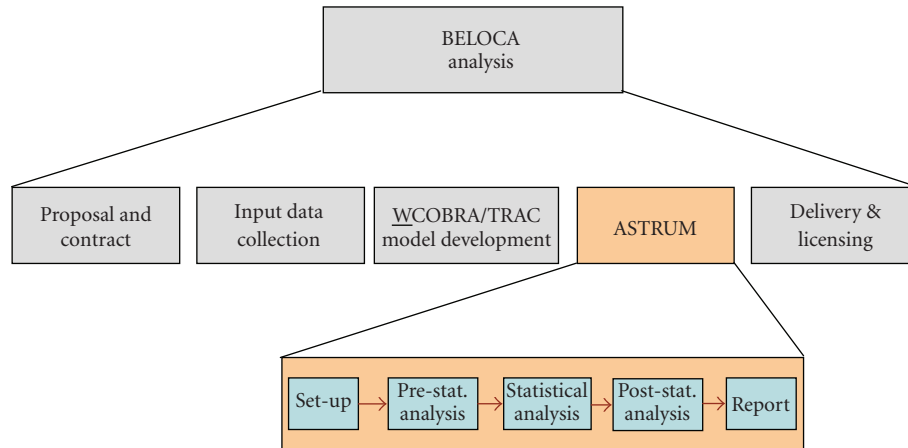 BELOCA
analysis
Proposal and
contract
Input data
collection
WCOBRA/TRAC
model development
ASTRUM
Delivery &
licensing
Set-up
Pre-stat.
analysis
Statistical
analysis
Post-stat.
analysis
Report